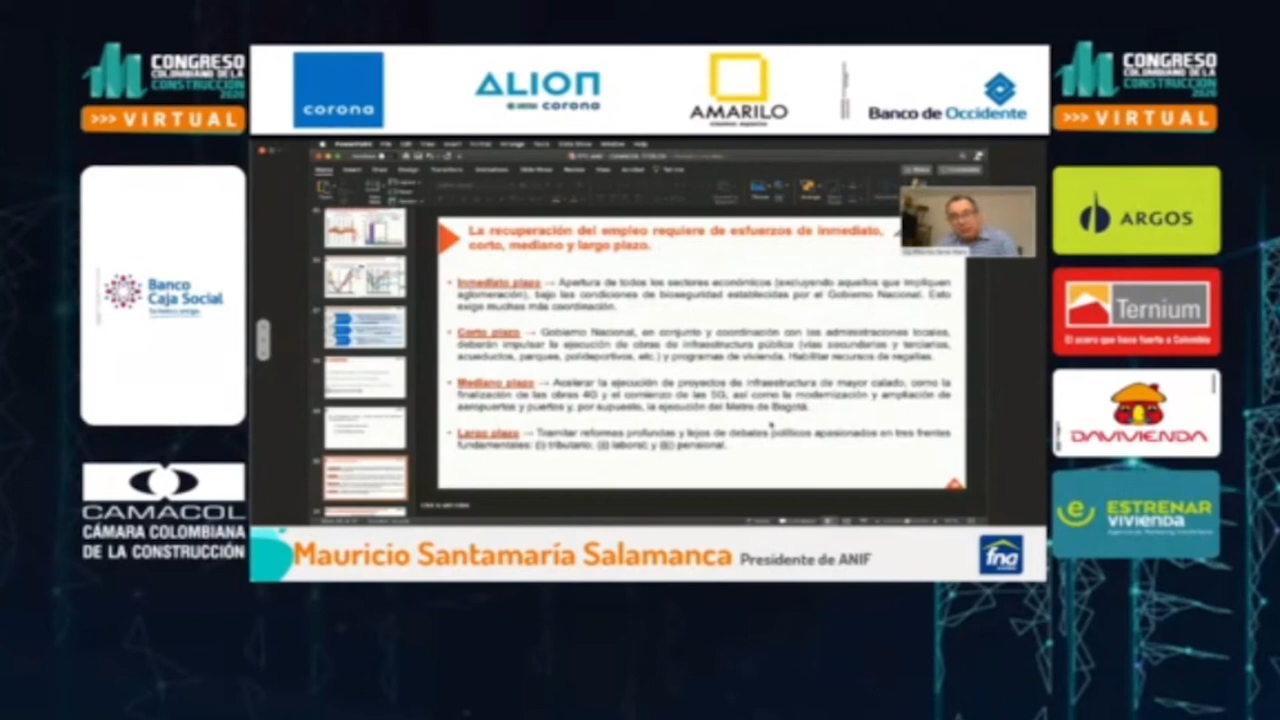 CONGRESO
COLOMBIANO DE LA
CONSTRUCCIÓN
2020
>>> VIRTUAL
corona
ALION
corona
AMARILO
Banco de Occidente
CONGRESO
COLOMBIANO DE LA
CONSTRUCCIÓN
2020
>>> VIRTUAL
Banco
Caja Social
CAMACOL
CÁMARA COLOMBIANA
DE LA CONSTRUCCIÓN
La recuperación del empleo requiere de esfuerzos de inmediato,
corto, mediano y largo plazo.
• Inmediato plazo → Apertura de todos los sectores económicos (excluyendo aquellos que impliquen
aglomeración), bajo las condiciones de bioseguridad establecidas por el Gobierno Nacional. Esto
exige mucha más coordinación.
• Corto plazo → Gobierno Nacional, en conjunto y coordinación con las administraciones locales,
deberán impulsar la ejecución de obras de infraestructura pública (vías secundarias y terciarias,
acueductos, parques, polideportivos, etc.) y programas de vivienda. Habilitar recursos de regalías.
• Mediano plazo → Acelerar la ejecución de proyectos de infraestructura de mayor calado, como la
finalización de las obras 4G y el comienzo de las 5G, así como la modernización y ampliación de
aeropuertos y puertos y, por supuesto, la ejecución del Metro de Bogotá.
• Largo plazo → Tramitar reformas profundas y lejos de debates políticos apasionados en tres frentes
fundamentales: (i) tributario; (ii) laboral; y (iii) pensional.
Mauricio Santamaría Salamanca Presidente de ANIF
fna
ARGOS
Ternium
El acero que hace fuerte a Colombia
DAVIVIENDA
e ESTRENAR
VIVIENDA